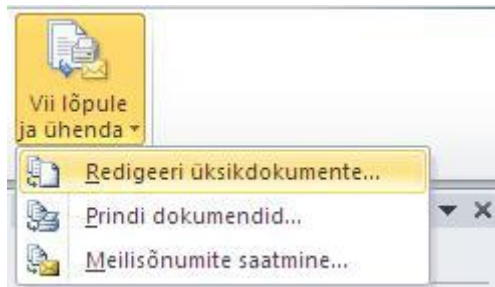 Vii lõpule
ja ühenda
Redigeeri üksikdokumente...
Prindi dokumendid...
Meilisõnumite saatmine...